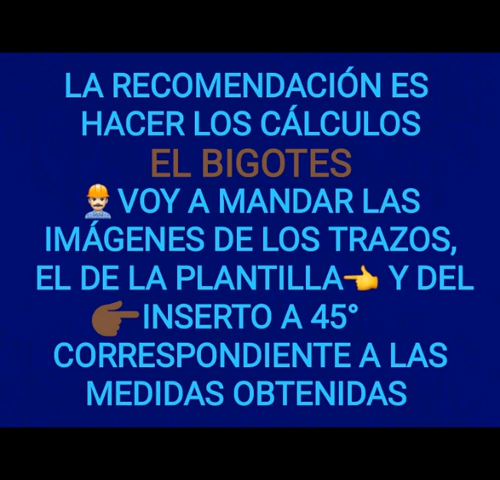 LA RECOMENDACIÓN ES
HACER LOS CÁLCULOS
EL BIGOTES
👷🏻‍♂️VOY A MANDAR LAS
IMÁGENES DE LOS TRAZOS,
EL DE LA PLANTILLA👈 Y DEL
👉🏾INSERTO A 45°
CORRESPONDIENTE A LAS
MEDIDAS OBTENIDAS